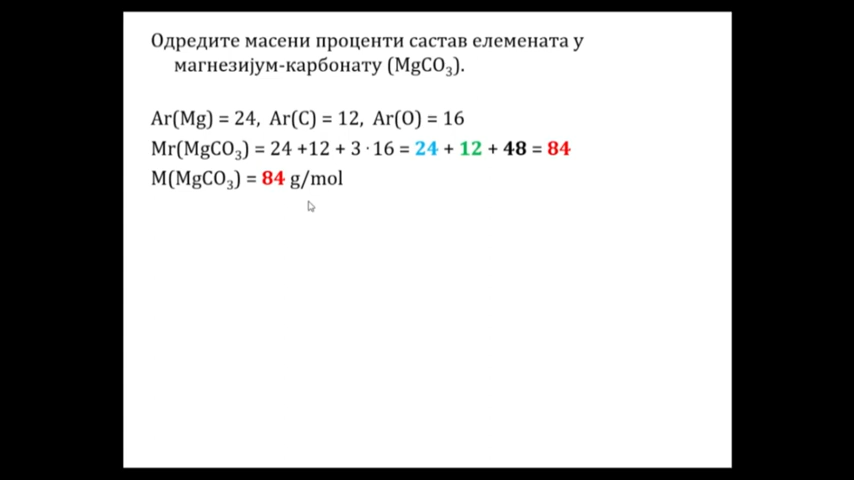 Одредите масени проценти састав елемената у
магнезијум-карбонату (MgCO₃).
Ar(Mg) = 24, Ar(C) = 12, Ar(O) = 16
Mr(MgCO₃) = 24 +12 + 3 · 16 = 24 + 12 + 48 = 84
M(MgCO₃) = 84 g/mol